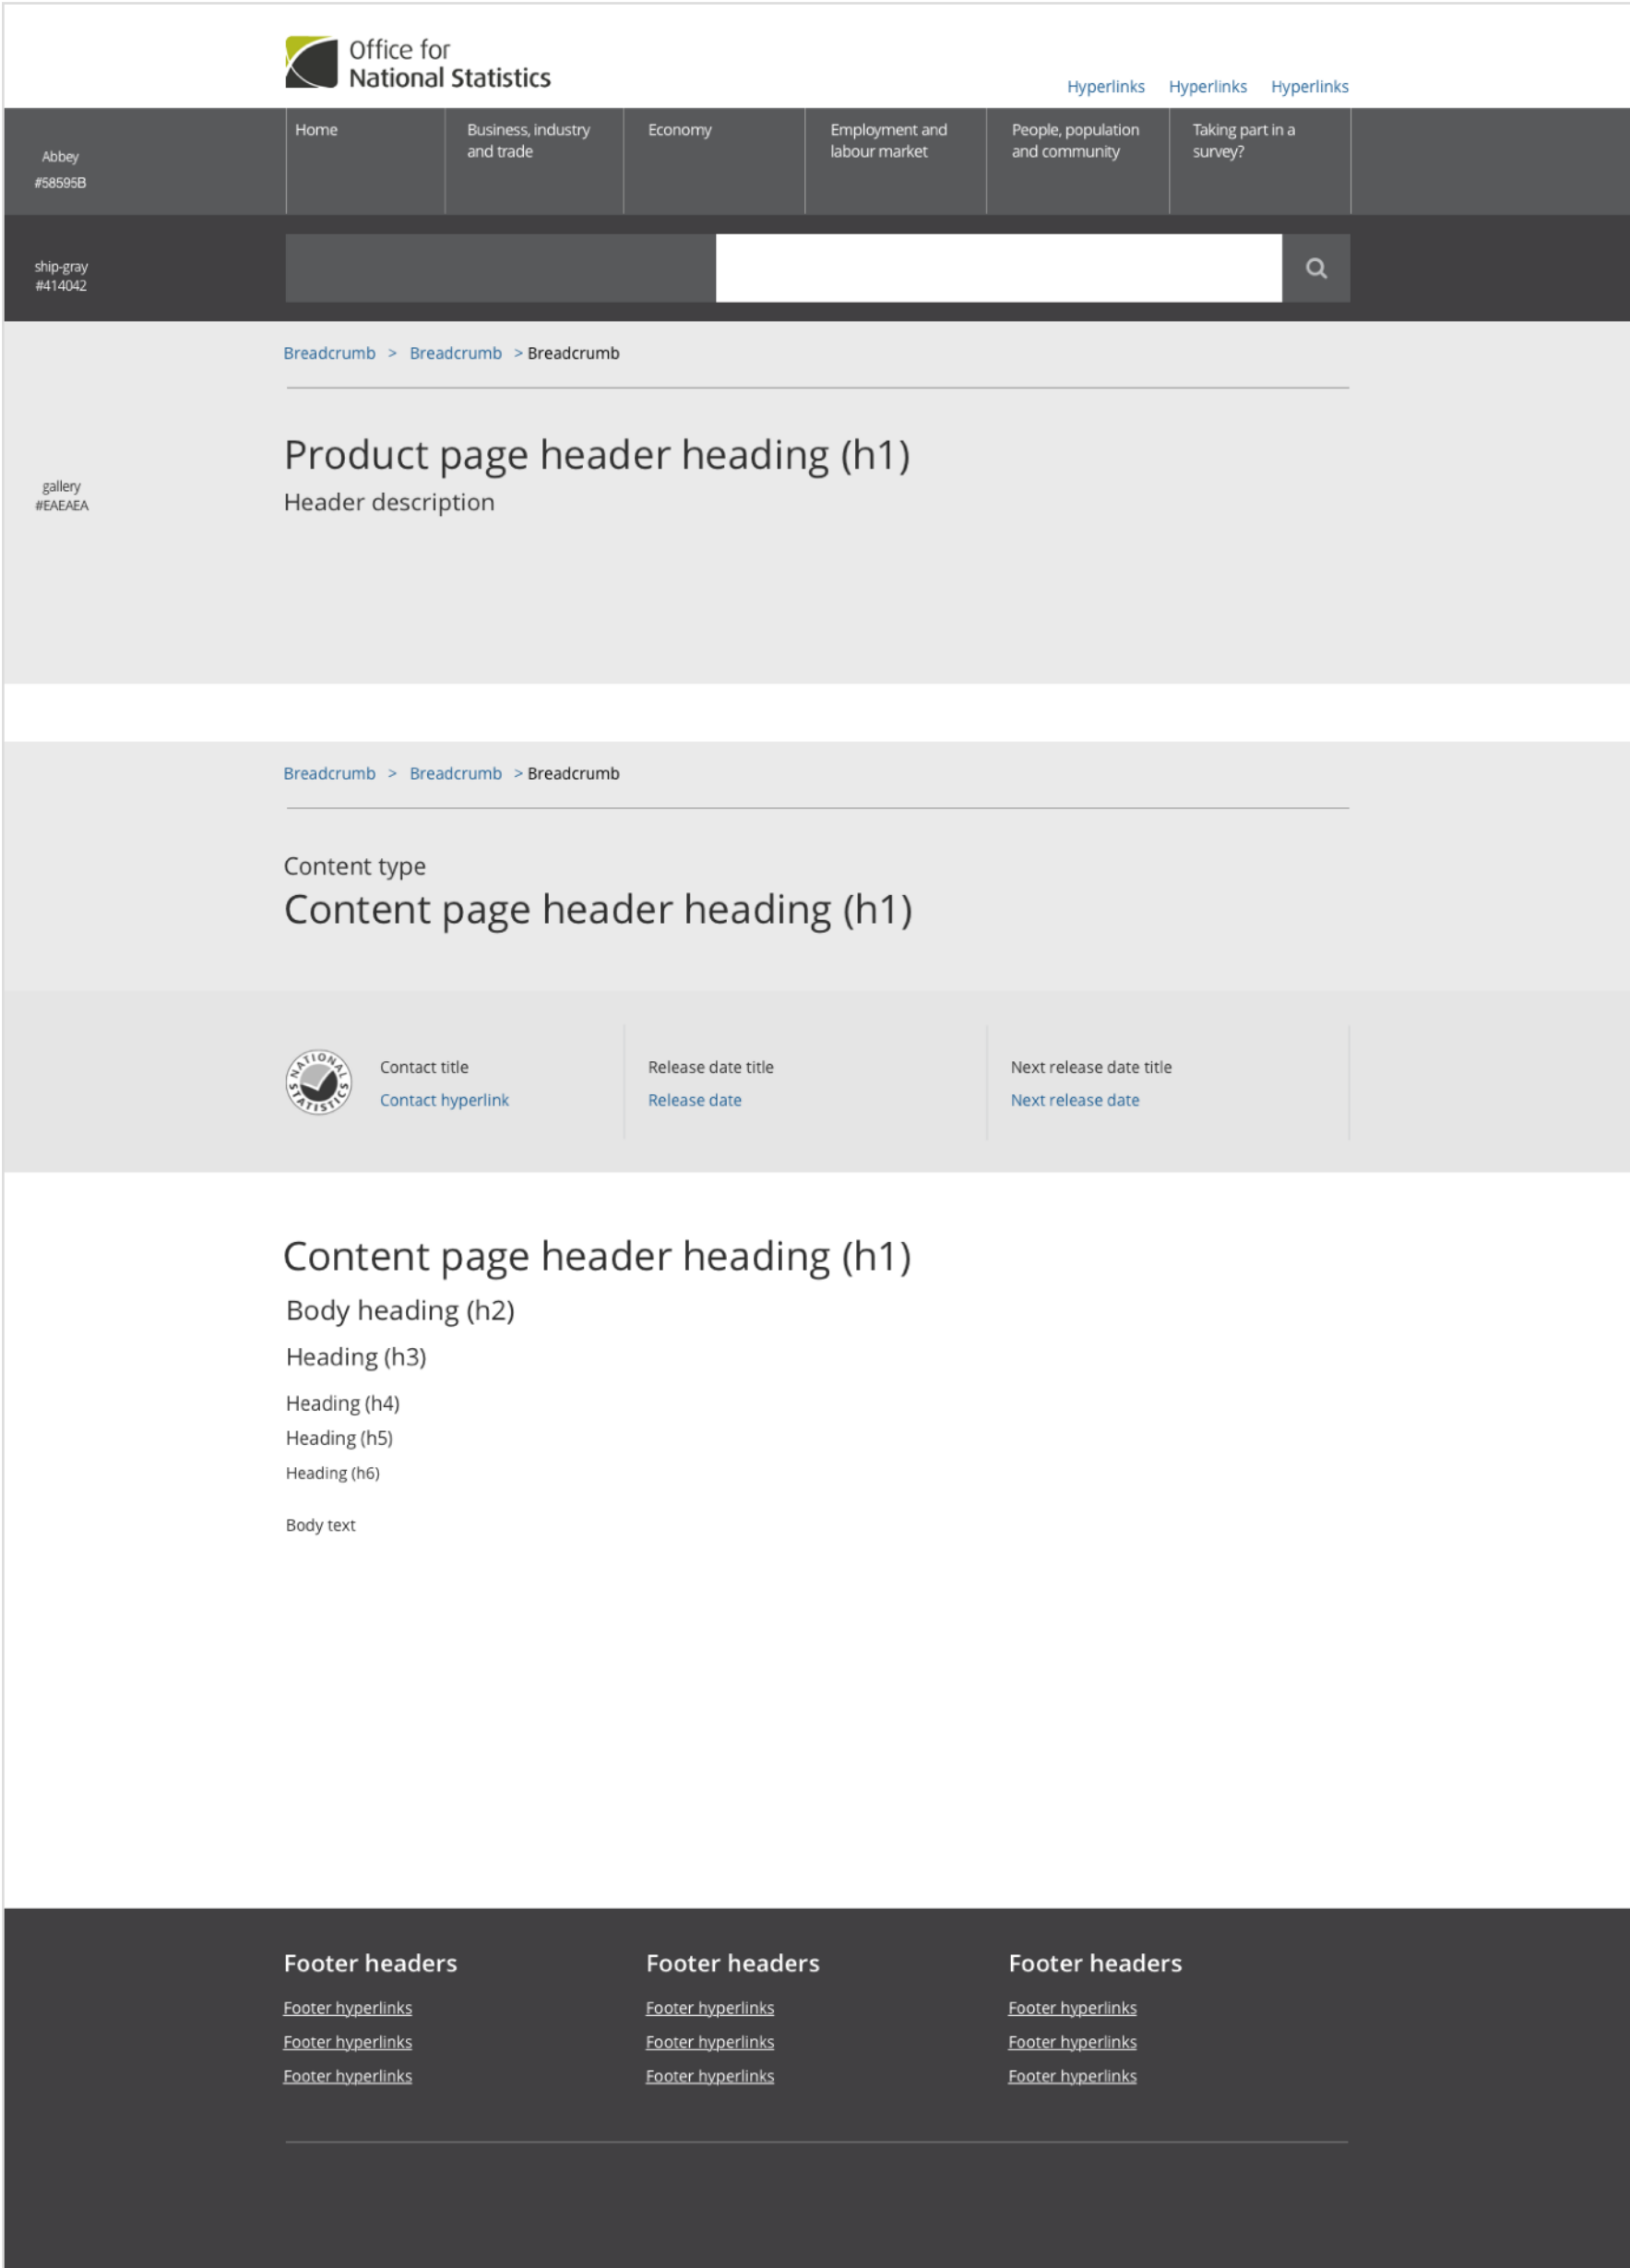 Office for
National Statistics
Hyperlinks Hyperlinks Hyperlinks
Abbey
#58595B
Home
Business, industry
and trade
Economy
Employment and
labour market
People, population
and community
Taking part in a
survey?
ship-gray
#414042
Breadcrumb > Breadcrumb > Breadcrumb
Product page header heading (h1)
Header description
gallery
#EAEAEA
Breadcrumb > Breadcrumb > Breadcrumb
Content type
Content page header heading (h1)
NATIONAL STATISTICS
Contact title
Contact hyperlink
Release date title
Release date
Next release date title
Next release date
Content page header heading (h1)
Body heading (h2)
Heading (h3)
Heading (h4)
Heading (h5)
Heading (h6)
Body text
Footer headers
Footer hyperlinks
Footer hyperlinks
Footer hyperlinks
Footer headers
Footer hyperlinks
Footer hyperlinks
Footer hyperlinks
Footer headers
Footer hyperlinks
Footer hyperlinks
Footer hyperlinks